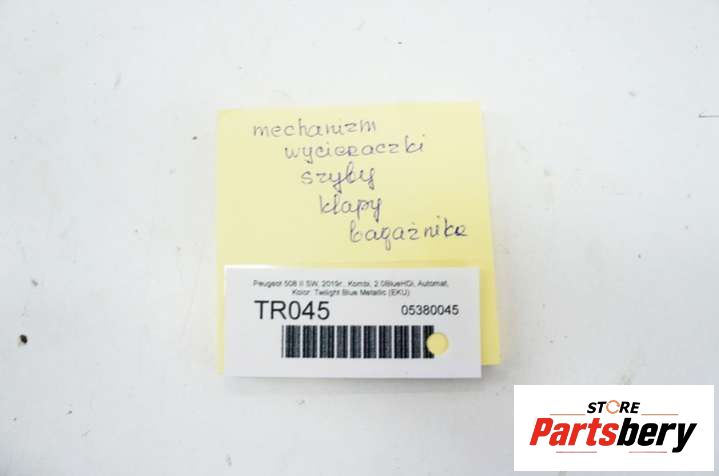 mechanizm
wycieraczki
szyby
klapy
bagażnika
Peugeot 508 II SW, 2019r., Kombi, 2.0BlueHDi, Automat,
Kolor: Twilight Blue Metallic (EKU)
TR045 05380045
STORE
Partsbery